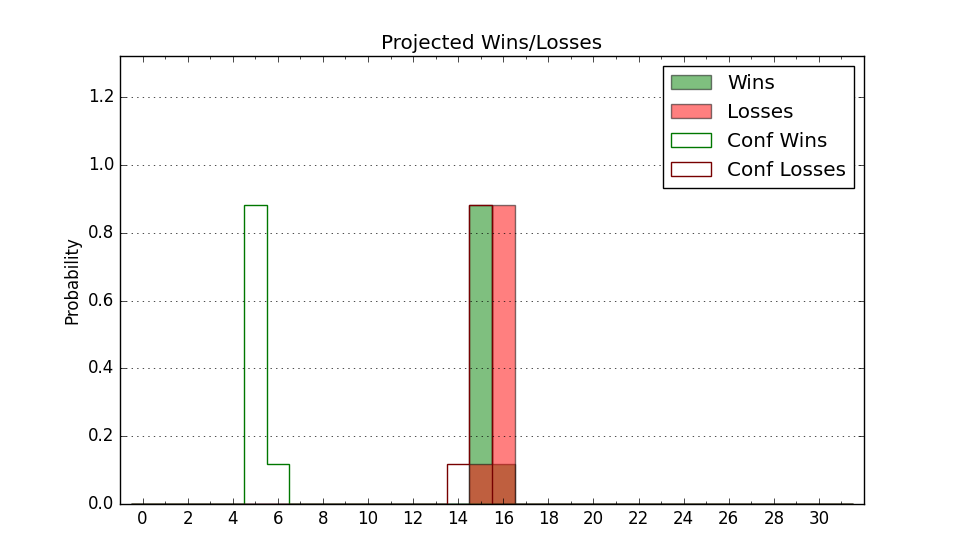 Projected Wins/Losses
Wins
Losses
Conf Wins
Conf Losses
Probability
1.2
1.0
0.8
0.6
0.4
0.2
0.0
0 2 4 6 8 10 12 14 16 18 20 22 24 26 28 30